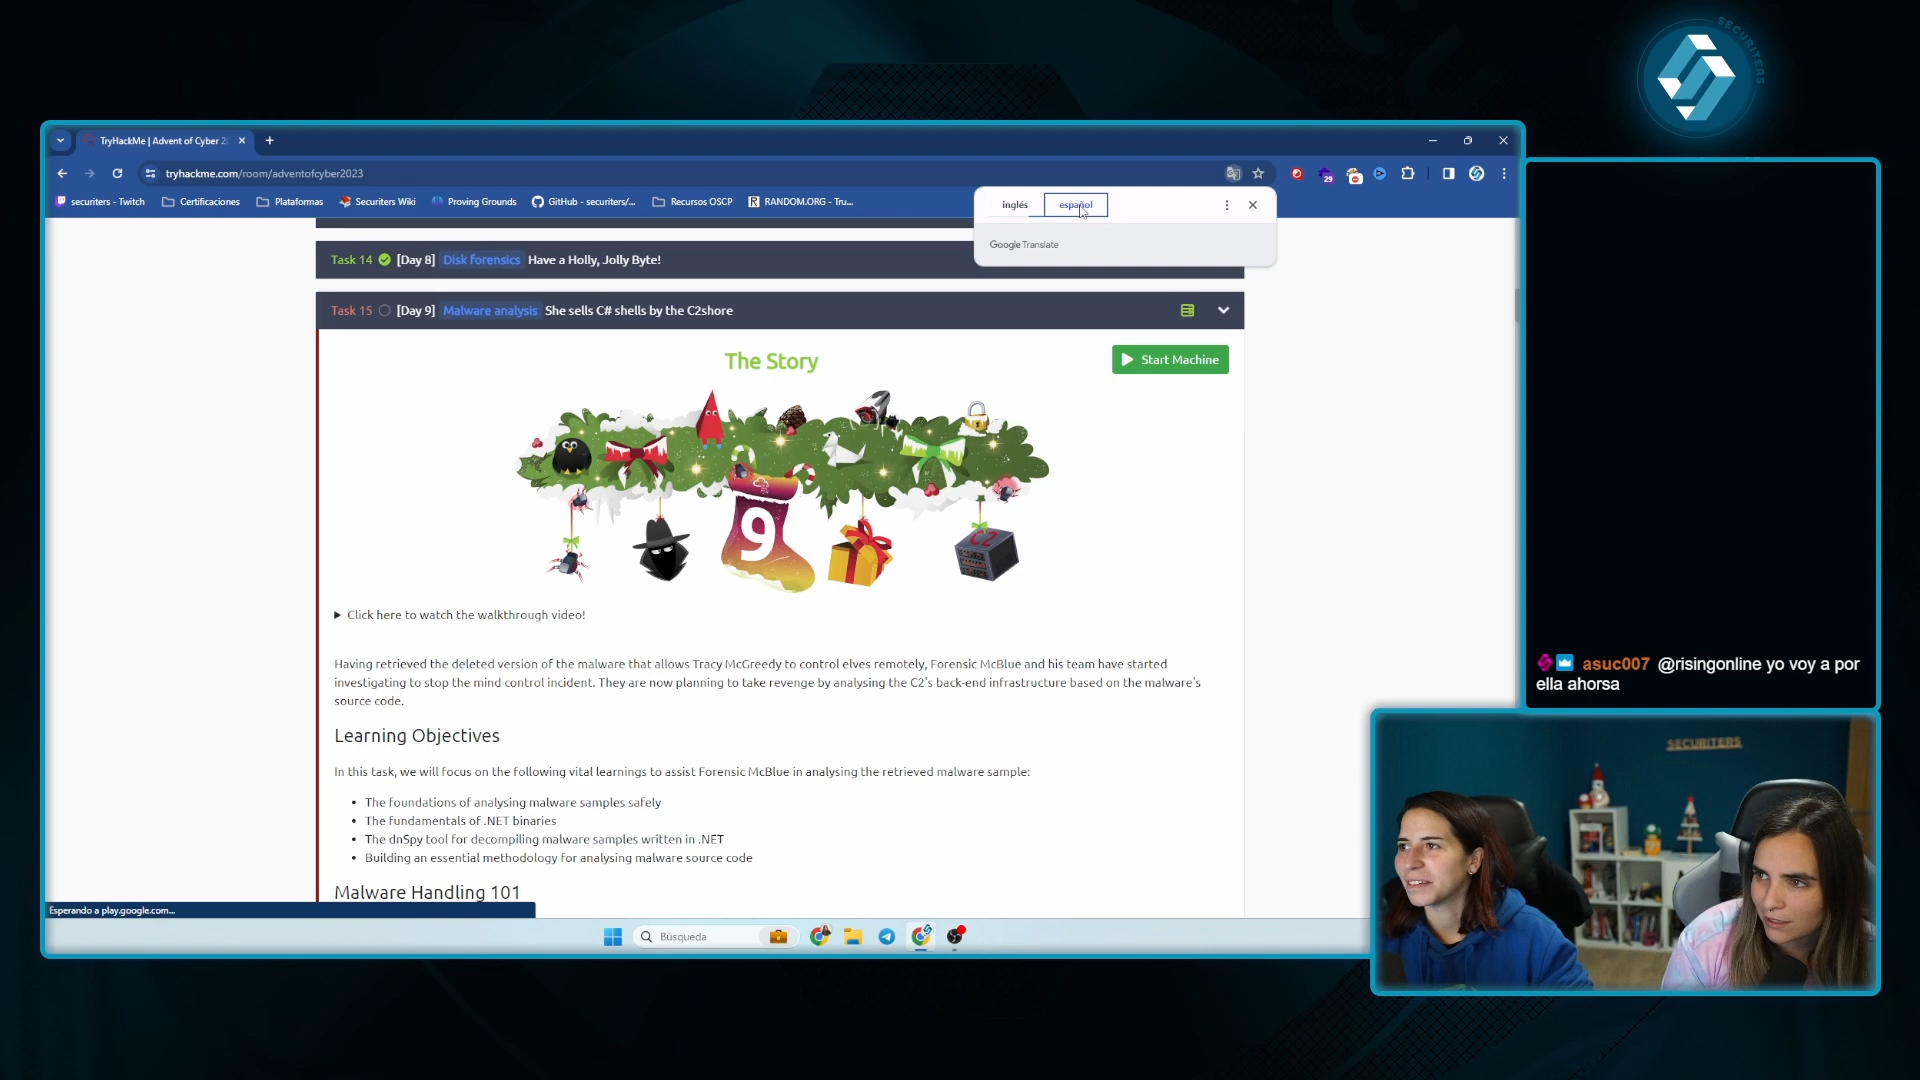 SECURITERS
TryHackMe | Advent of Cyber 2
tryhackme.com/room/adventofcyber2023
29
securiters - Twitch
Certificaciones
Plataformas
Securiters Wiki
Proving Grounds
GitHub - securiters/...
Recursos OSCP
RANDOM.ORG - Tru...
inglés
español
Google Translate
Task 14 [Day 8] Disk forensics Have a Holly, Jolly Byte!
Task 15 [Day 9] Malware analysis She sells C# shells by the C2shore
The Story
Start Machine
9
C2
Click here to watch the walkthrough video!
Having retrieved the deleted version of the malware that allows Tracy McGreedy to control elves remotely, Forensic McBlue and his team have started
investigating to stop the mind control incident. They are now planning to take revenge by analysing the C2's back-end infrastructure based on the malware's
source code.
Learning Objectives
In this task, we will focus on the following vital learnings to assist Forensic McBlue in analysing the retrieved malware sample:
• The foundations of analysing malware samples safely
• The fundamentals of .NET binaries
• The dnSpy tool for decompiling malware samples written in .NET
• Building an essential methodology for analysing malware source code
Malware Handling 101
Esperando a play.google.com...
Búsqueda
asuc007 @risingonline yo voy a por
ella ahorsa
SECURITERS